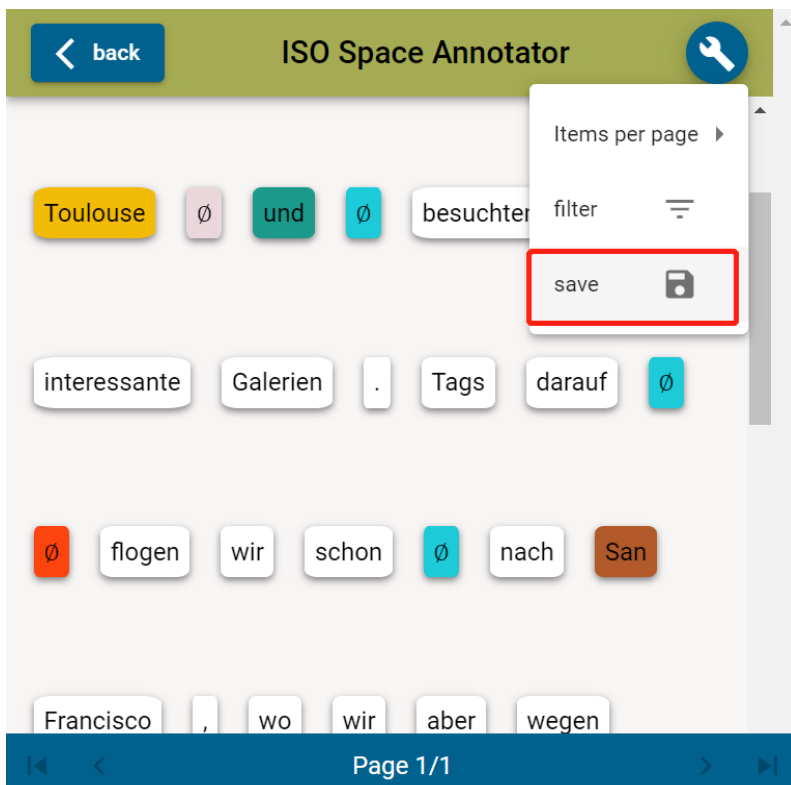 back ISO Space Annotator
Items per page
Toulouse Ø und Ø besuchten filter
save
interessante Galerien . Tags darauf Ø
Ø flogen wir schon Ø nach San
Francisco , wo wir aber wegen
Page 1/1